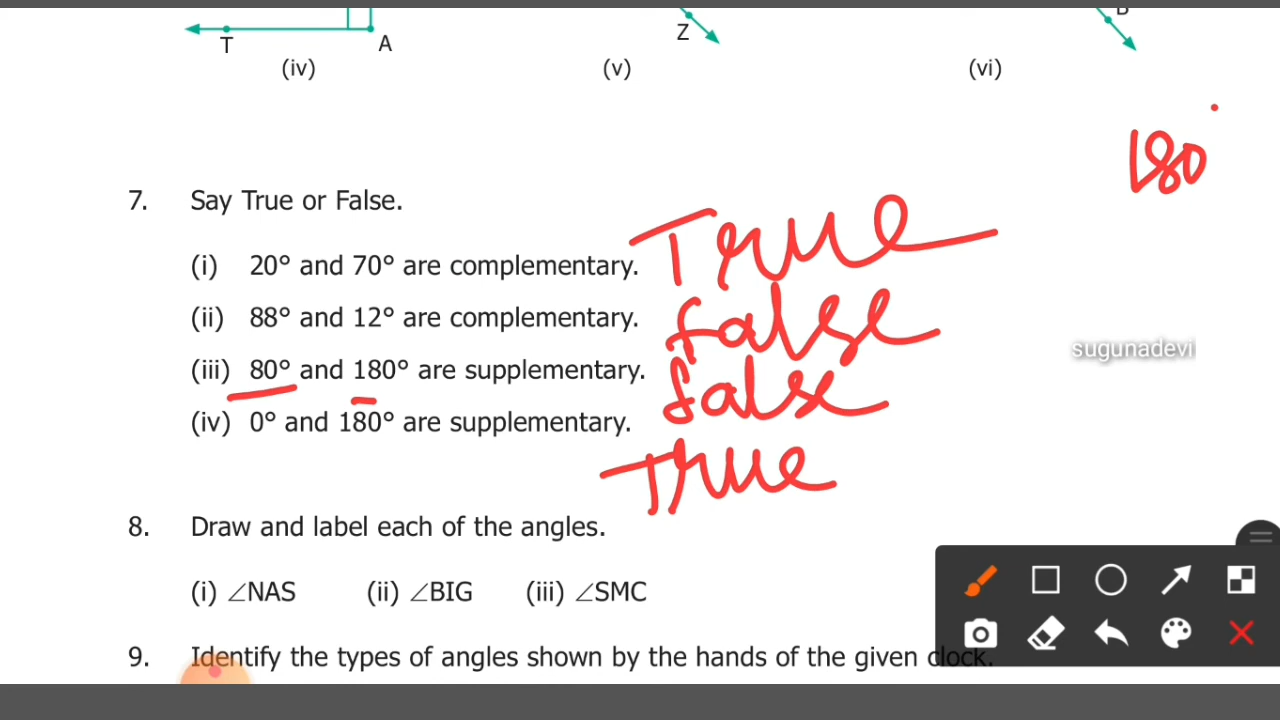 T
A
Z
B
(iv)
(v)
(vi)
180
7. Say True or False.
(i) 20° and 70° are complementary. True
(ii) 88° and 12° are complementary. false
(iii) 80° and 180° are supplementary. false
(iv) 0° and 180° are supplementary. True
sugunadevi
8. Draw and label each of the angles.
(i) ∠NAS (ii) ∠BIG (iii) ∠SMC
9. Identify the types of angles shown by the hands of the given clock.